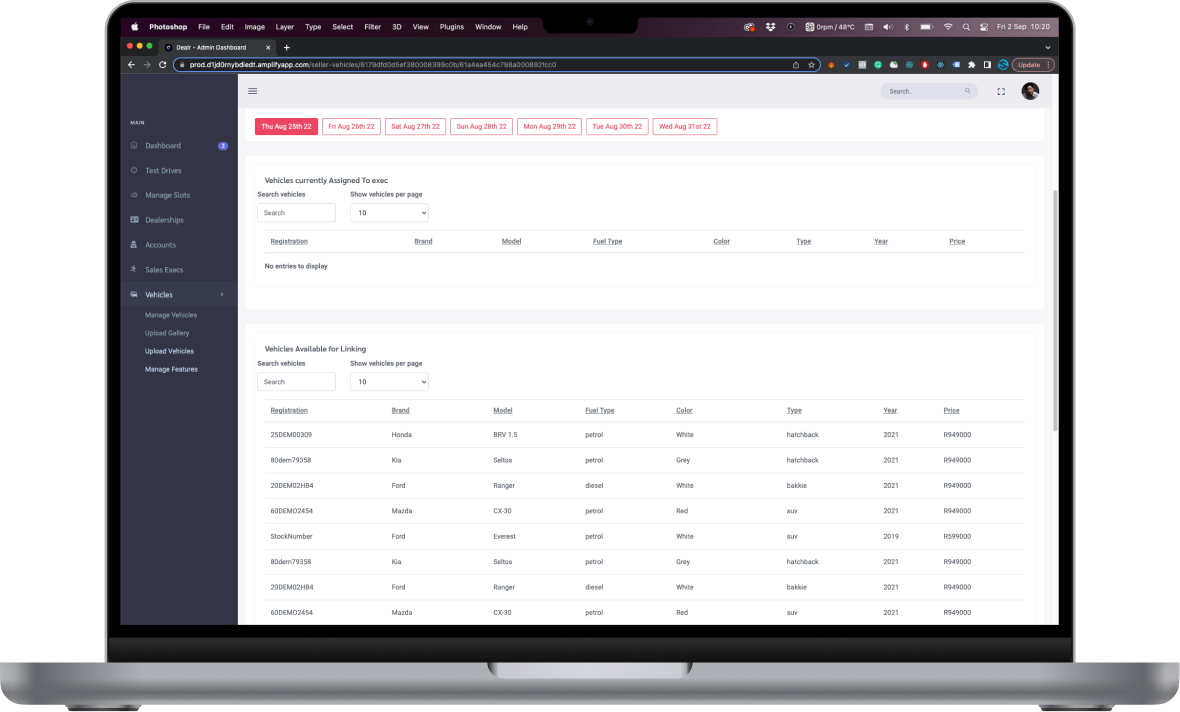 Photoshop File Edit Image Layer Type Select Filter 3D View Plugins Window Help 0rpm / 48°C Fri 2 Sep 10:20
Dealr - Admin Dashboard
prod.d1jd0rnybdiedt.amplifyapp.com/seller-vehicles/6179dfd0d5ef380008399c0b/61a4ea454c798a000892fcc0 Update
Search..
MAIN
Dashboard 2
Test Drives
Manage Slots
Dealerships
Accounts
Sales Execs
Vehicles
Manage Vehicles
Upload Gallery
Upload Vehicles
Manage Features
Thu Aug 25th 22 Fri Aug 26th 22 Sat Aug 27th 22 Sun Aug 28th 22 Mon Aug 29th 22 Tue Aug 30th 22 Wed Aug 31st 22
Vehicles currently Assigned To exec
Search vehicles Show vehicles per page
Search 10
Registration Brand Model Fuel Type Color Type Year Price
No entries to display
Vehicles Available for Linking
Search vehicles Show vehicles per page
Search 10
Registration Brand Model Fuel Type Color Type Year Price
25DEM00309 Honda BRV 1.5 petrol White hatchback 2021 R949000
80dem79358 Kia Seltos petrol Grey hatchback 2021 R949000
20DEM02HB4 Ford Ranger diesel White bakkie 2021 R949000
60DEMO2454 Mazda CX-30 petrol Red suv 2021 R949000
StockNumber Ford Everest petrol White suv 2019 R599000
80dem79358 Kia Seltos petrol Grey hatchback 2021 R949000
20DEM02HB4 Ford Ranger diesel White bakkie 2021 R949000
60DEMO2454 Mazda CX-30 petrol Red suv 2021 R949000